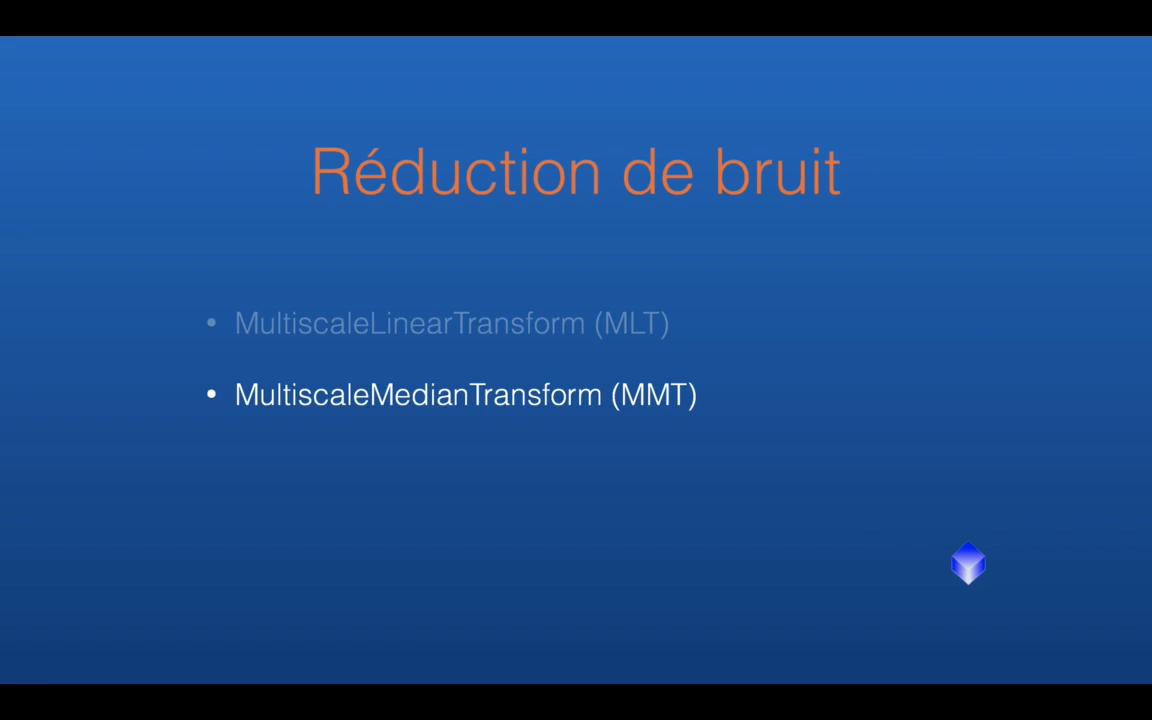 Réduction de bruit
• MultiscaleLinearTransform (MLT)
• MultiscaleMedianTransform (MMT)